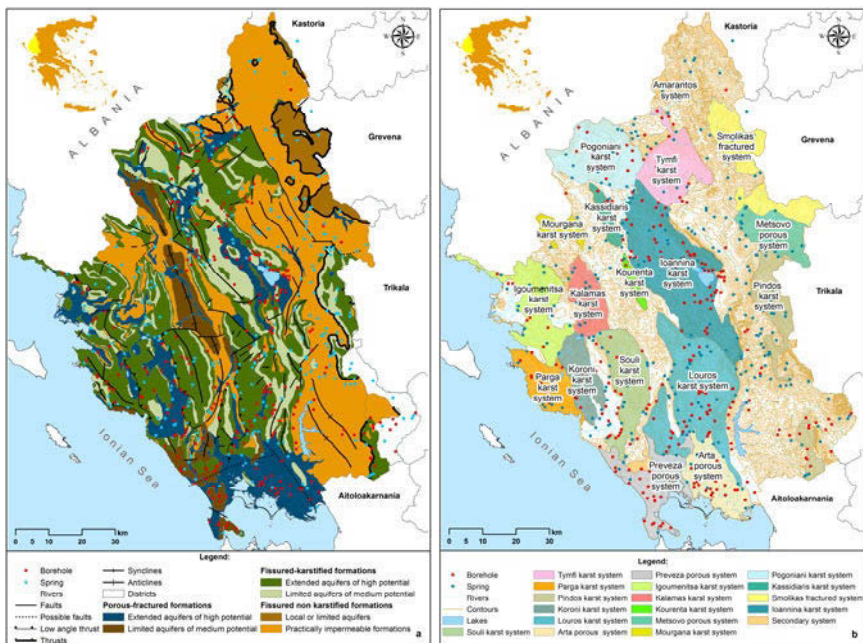 Kastoria
ALBANIA
Grevena
Trikala
Ionian Sea
Aitoloakarnania
0 5 10 20 30
km
Legend:
Borehole
Spring
Rivers
Faults
Possible faults
Low angle thrust
Thrusts
Synclines
Anticlines
Districts
Porous-fractured formations
Extended aquifers of high potential
Limited aquifers of medium potential
Fissured-karstified formations
Extended aquifers of high potential
Limited aquifers of medium potential
Fissured non karstified formations
Local or limited aquifers
Practically impermeable formations
a
Kastoria
ALBANIA
Grevena
Trikala
Ionian Sea
Aitoloakarnania
Amarantos
system
Smolikas
fractured
system
Pogoniani
karst system
Tymfi
karst
system
Kassidiaris
karst
system
Mourgana
karst system
Metsovo
porous
system
Ioannina
karst
system
Kourenta
karst
system
Igoumenitsa
karst
system
Kalamas
karst
system
Pindos
karst
system
Souli
karst
system
Parga
karst
system
Koroni
karst
system
Louros
karst system
Preveza
porous
system
Arta
porous
system
0 5 10 20 30
km
Legend:
Borehole
Spring
Rivers
Contours
Lakes
Souli karst system
Tymfi karst system
Parga karst system
Pindos karst system
Koroni karst system
Louros karst system
Arta porous system
Preveza porous system
Igoumenitsa karst system
Kalamas karst system
Kourenta karst system
Metsovo porous system
Mourgana karst system
Pogoniani karst system
Kassidiaris karst system
Smolikas fractured system
Ioannina karst system
Secondary system